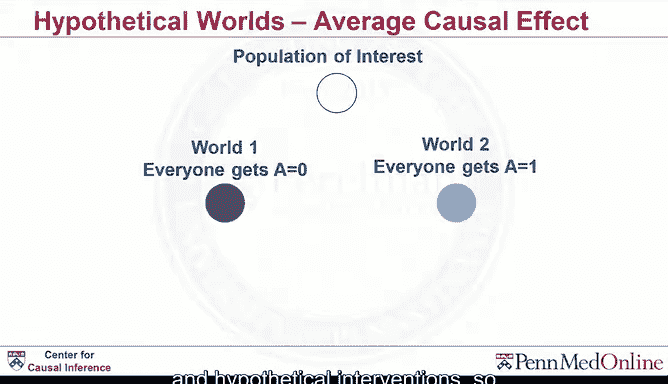 Hypothetical Worlds – Average Causal Effect
Population of Interest
World 1
Everyone gets A=0
World 2
Everyone gets A=1
Center for
Causal Inference
PennMedOnline
and hypothetical interventions, so